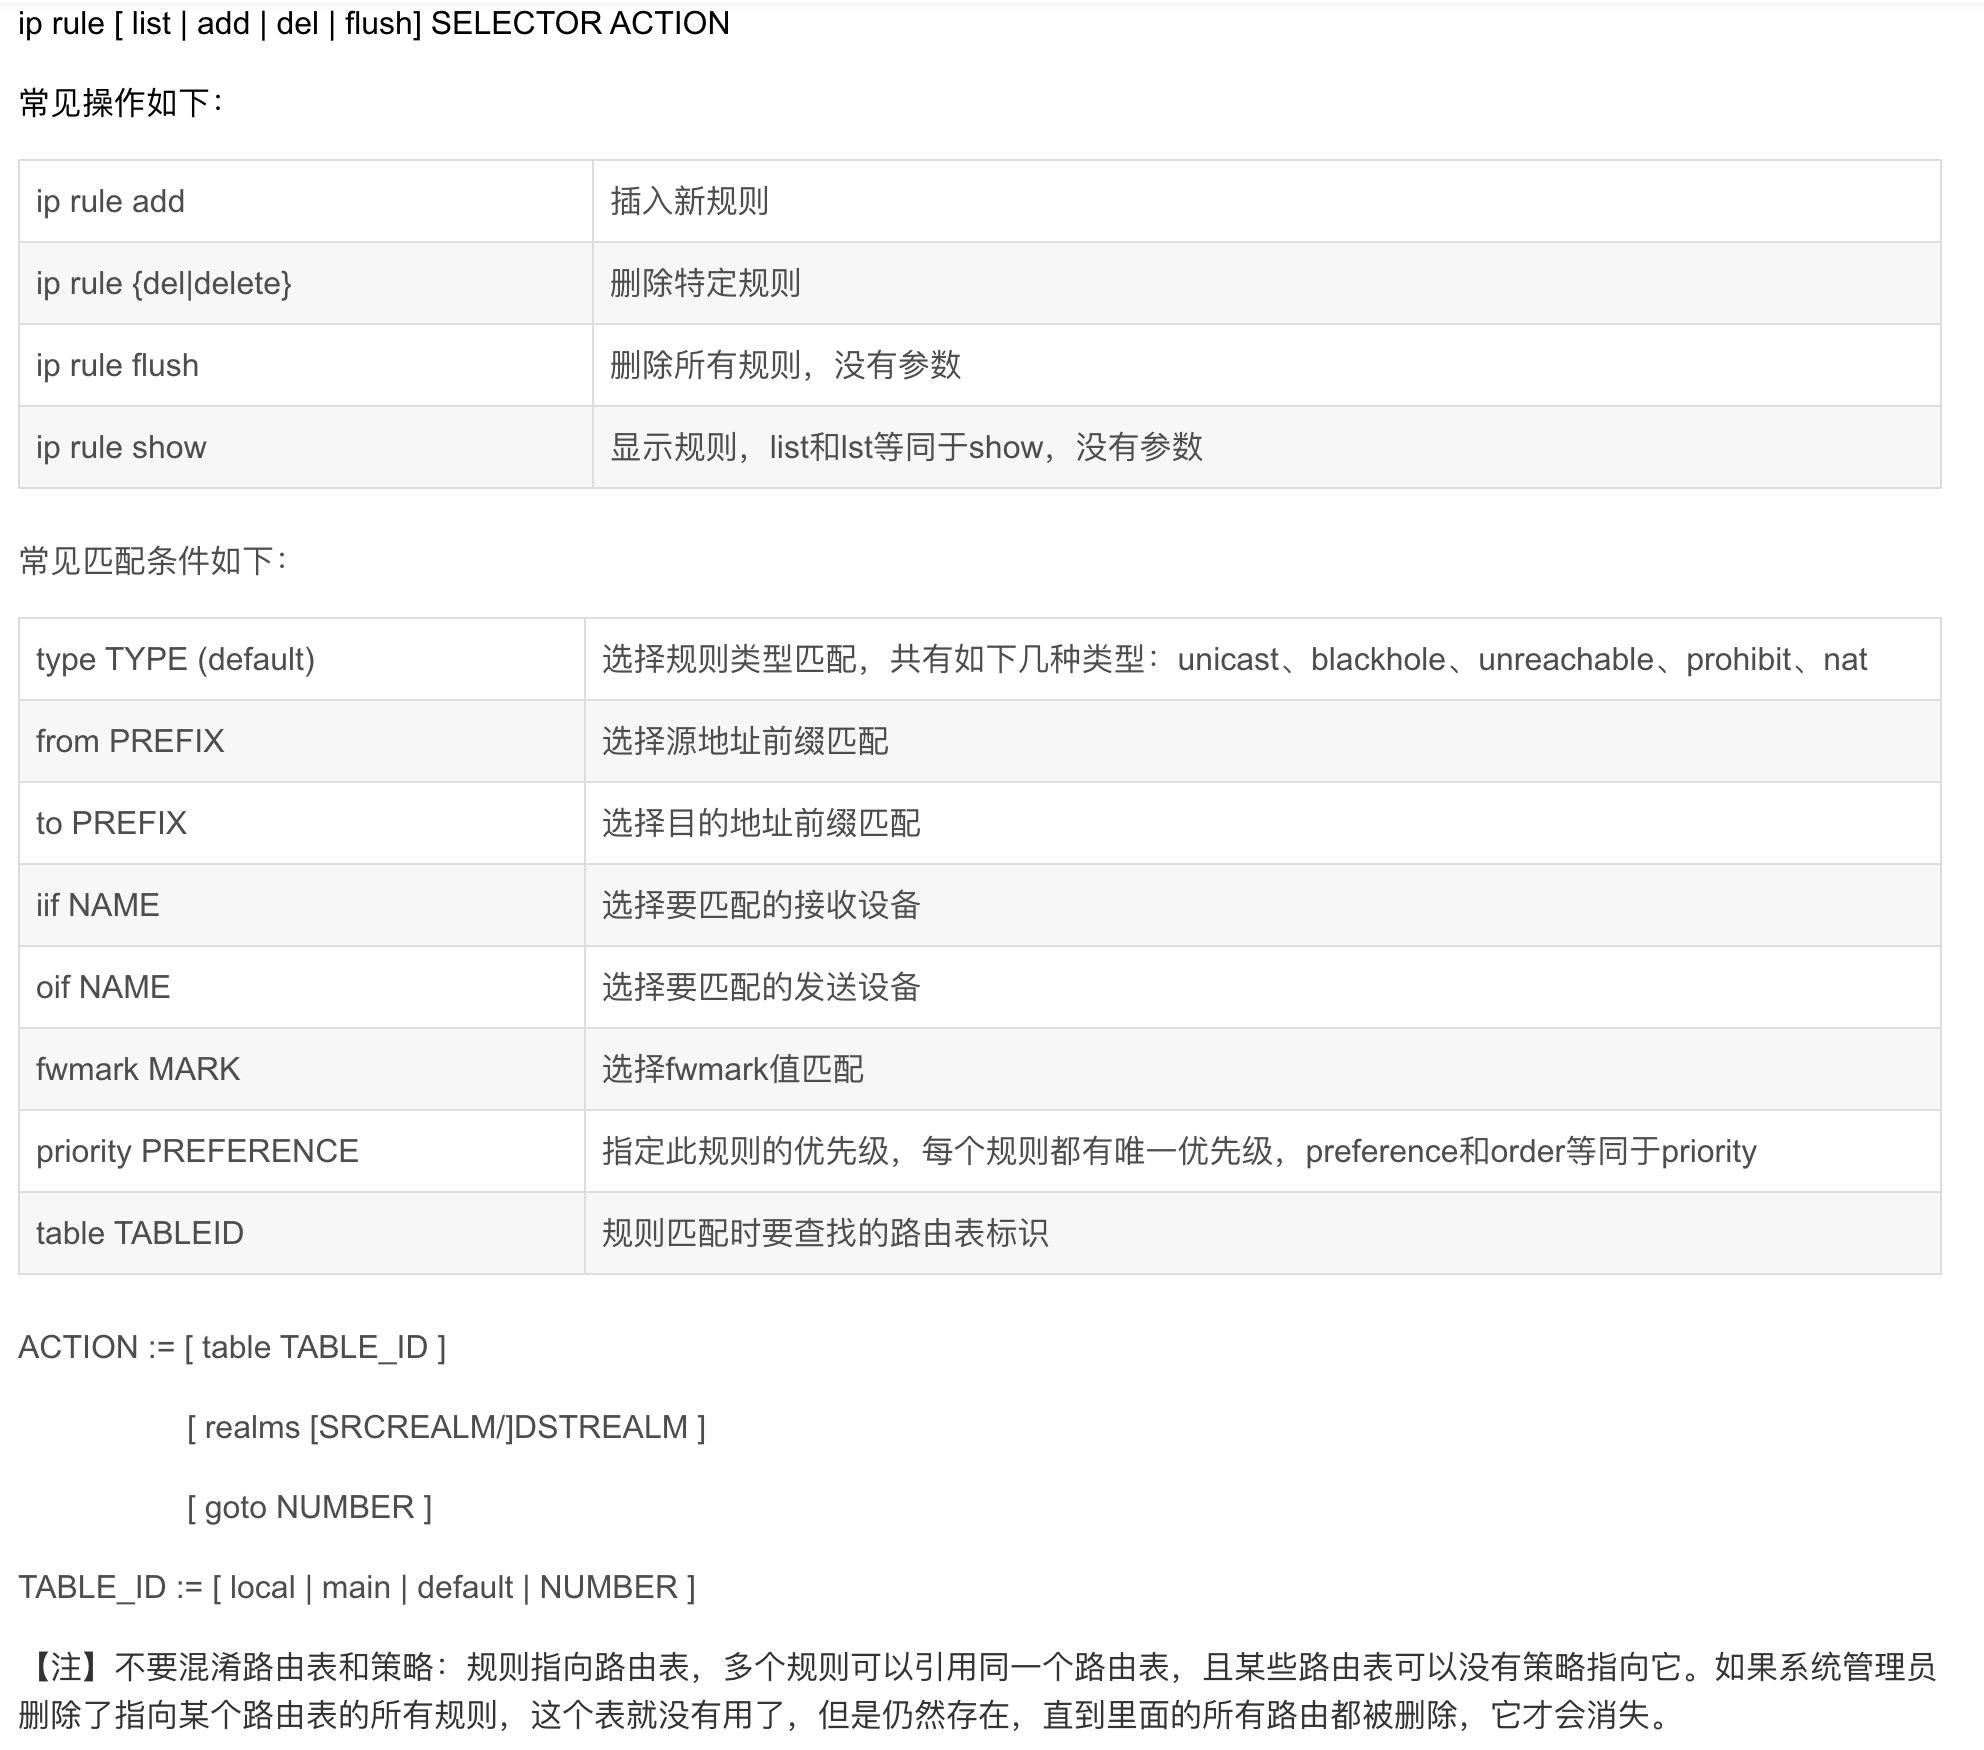 ip rule [ list | add | del | flush] SELECTOR ACTION
常见操作如下：
ip rule add 插入新规则
ip rule {del|delete} 删除特定规则
ip rule flush 删除所有规则，没有参数
ip rule show 显示规则，list和lst等同于show，没有参数
常见匹配条件如下：
type TYPE (default) 选择规则类型匹配，共有如下几种类型：unicast、blackhole、unreachable、prohibit、nat
from PREFIX 选择源地址前缀匹配
to PREFIX 选择目的地址前缀匹配
iif NAME 选择要匹配的接收设备
oif NAME 选择要匹配的发送设备
fwmark MARK 选择fwmark值匹配
priority PREFERENCE 指定此规则的优先级，每个规则都有唯一优先级，preference和order等同于priority
table TABLEID 规则匹配时要查找的路由表标识
ACTION := [ table TABLE_ID ]
[ realms [SRCREALM/]DSTREALM ]
[ goto NUMBER ]
TABLE_ID := [ local | main | default | NUMBER ]
【注】不要混淆路由表和策略：规则指向路由表，多个规则可以引用同一个路由表，且某些路由表可以没有策略指向它。如果系统管理员
删除了指向某个路由表的所有规则，这个表就没有用了，但是仍然存在，直到里面的所有路由都被删除，它才会消失。